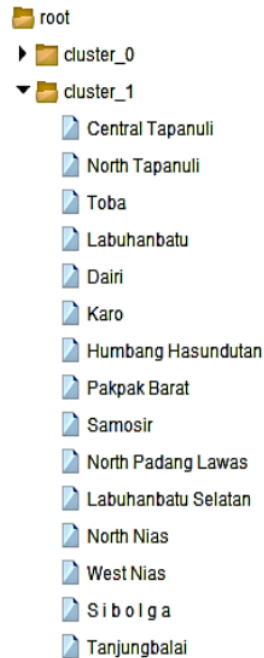 root
cluster_0
cluster_1
Central Tapanuli
North Tapanuli
Toba
Labuhanbatu
Dairi
Karo
Humbang Hasundutan
Pakpak Barat
Samosir
North Padang Lawas
Labuhanbatu Selatan
North Nias
West Nias
S i b o l g a
Tanjungbalai